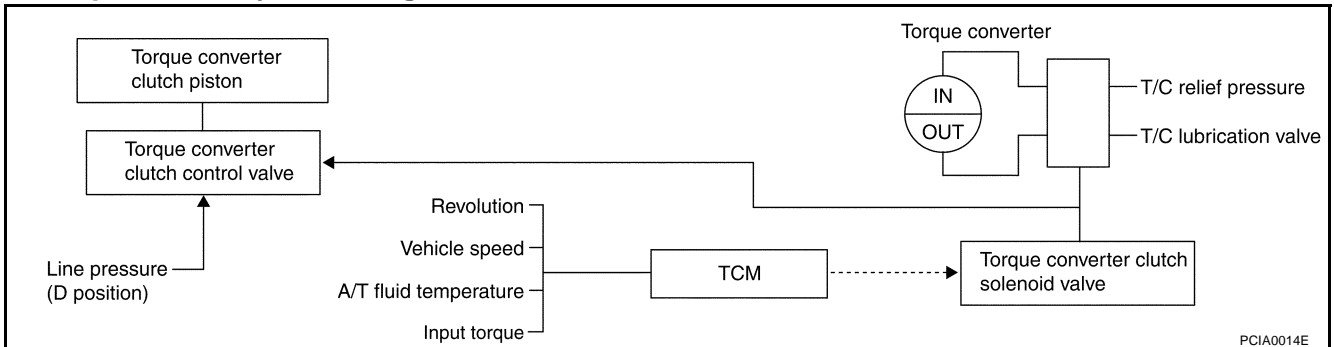 Torque converter
clutch piston
Torque converter
clutch control valve
Line pressure
(D position)
Revolution
Vehicle speed
A/T fluid temperature
Input torque
TCM
Torque converter
IN
OUT
T/C relief pressure
T/C lubrication valve
Torque converter clutch
solenoid valve
PCIA0014E